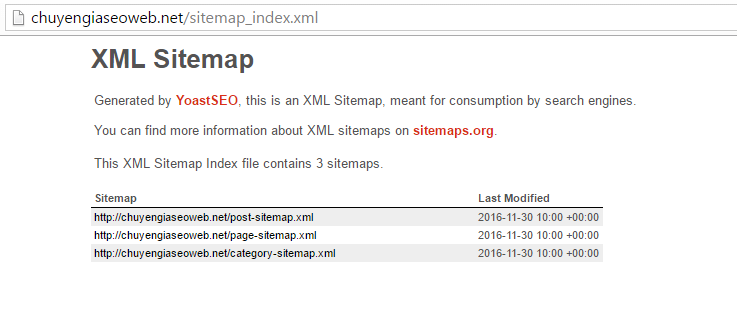 chuyengiaseoweb.net/sitemap_index.xml
XML Sitemap
Generated by YoastSEO, this is an XML Sitemap, meant for consumption by search engines.
You can find more information about XML sitemaps on sitemaps.org.
This XML Sitemap Index file contains 3 sitemaps.
Sitemap Last Modified
http://chuyengiaseoweb.net/post-sitemap.xml 2016-11-30 10:00 +00:00
http://chuyengiaseoweb.net/page-sitemap.xml 2016-11-30 10:00 +00:00
http://chuyengiaseoweb.net/category-sitemap.xml 2016-11-30 10:00 +00:00